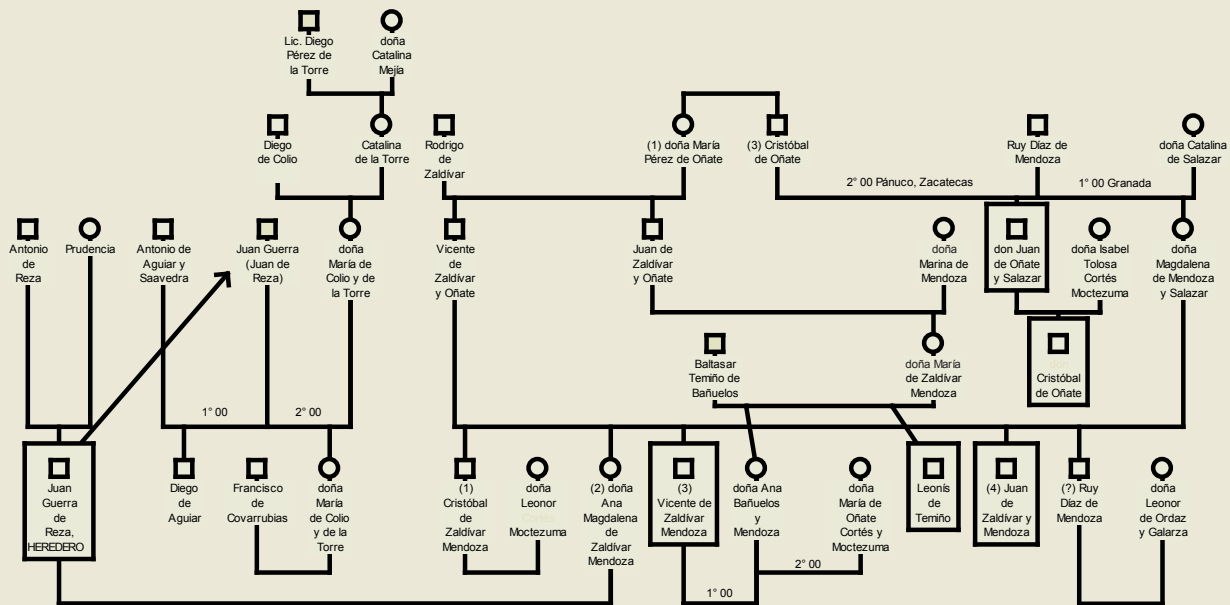 Lic. Diego
Pérez de
la Torre
doña
Catalina
Mejía
Diego
de Colio
Catalina
de la Torre
Rodrigo
de
Zaldívar
(1) doña María
Pérez de Oñate
(3) Cristóbal
de Oñate
Ruy Díaz de
Mendoza
doña Catalina
de Salazar
2° 00 Pánuco, Zacatecas
1° 00 Granada
Antonio
de
Reza
Prudencia
Antonio de
Aguiar y
Saavedra
Juan Guerra
(Juan de
Reza)
doña
María de
Colio y de
la Torre
Vicente
de
Zaldívar
y Oñate
Juan de
Zaldívar
y Oñate
doña
Marina de
Mendoza
don Juan
de Oñate
y Salazar
doña Isabel
Tolosa
Cortés
Moctezuma
doña
Magdalena
de Mendoza
y Salazar
Baltasar
Temiño de
Bañuelos
doña María
de Zaldívar
Mendoza
Cristóbal
de Oñate
1° 00
2° 00
Juan
Guerra
de
Reza,
HEREDERO
Diego
de
Aguiar
Francisco
de
Covarrubias
doña
María
de Colio
y de la
Torre
(1)
Cristóbal
de
Zaldívar
Mendoza
doña
Leonor
Moctezuma
(2) doña
Ana
Magdalena
de
Zaldívar
Mendoza
(3)
Vicente de
Zaldívar
Mendoza
doña Ana
Bañuelos
y
Mendoza
doña
María de
Oñate
Cortés y
Moctezuma
Leonís
de
Temiño
(4) Juan
de
Zaldívar y
Mendoza
(?) Ruy
Díaz de
Mendoza
doña
Leonor
de Ordaz
y Galarza
1° 00
2° 00